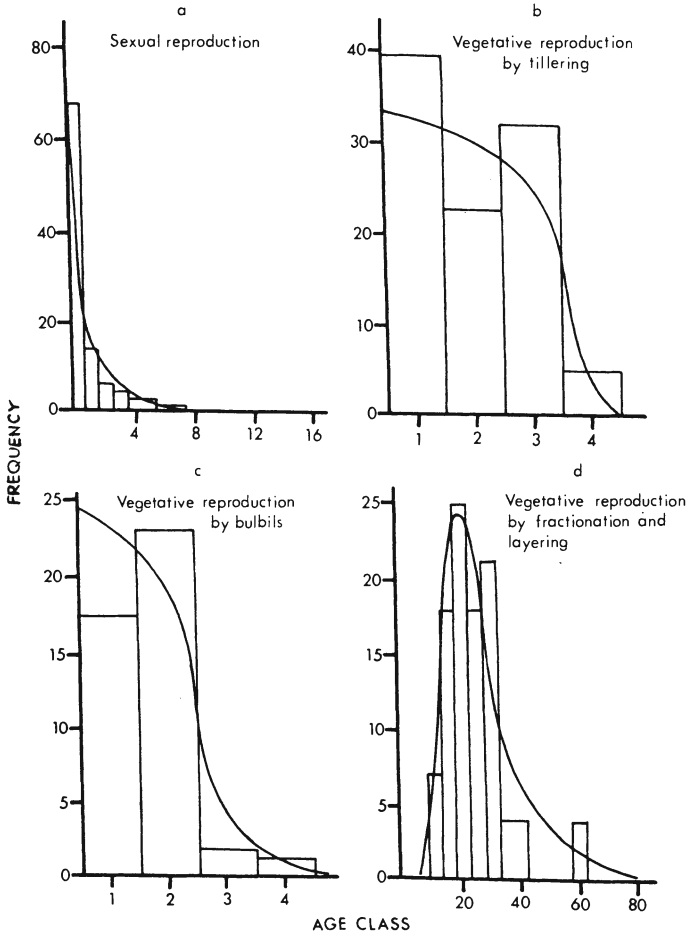 a
Sexual reproduction
80
60
40
20
0
4
8
12
16
b
Vegetative reproduction
by tillering
40
30
20
10
0
1
2
3
4
FREQUENCY
c
Vegetative reproduction
by bulbils
25
20
15
10
5
0
1
2
3
4
d
Vegetative reproduction
by fractionation and
layering
25
20
15
10
5
0
20
40
60
80
AGE CLASS